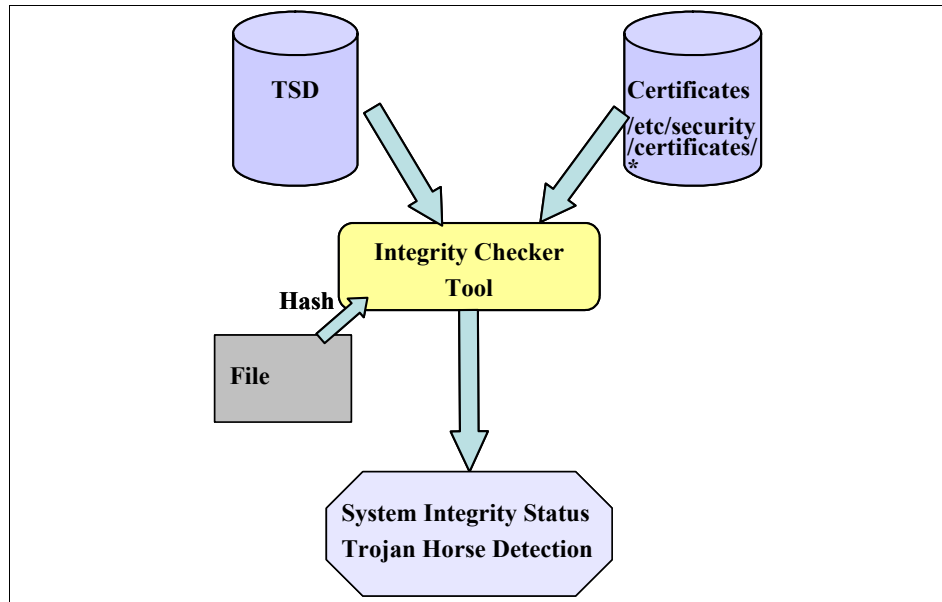 TSD
Certificates
/etc/security
/certificates/
*
Integrity Checker
Tool
Hash
File
System Integrity Status
Trojan Horse Detection